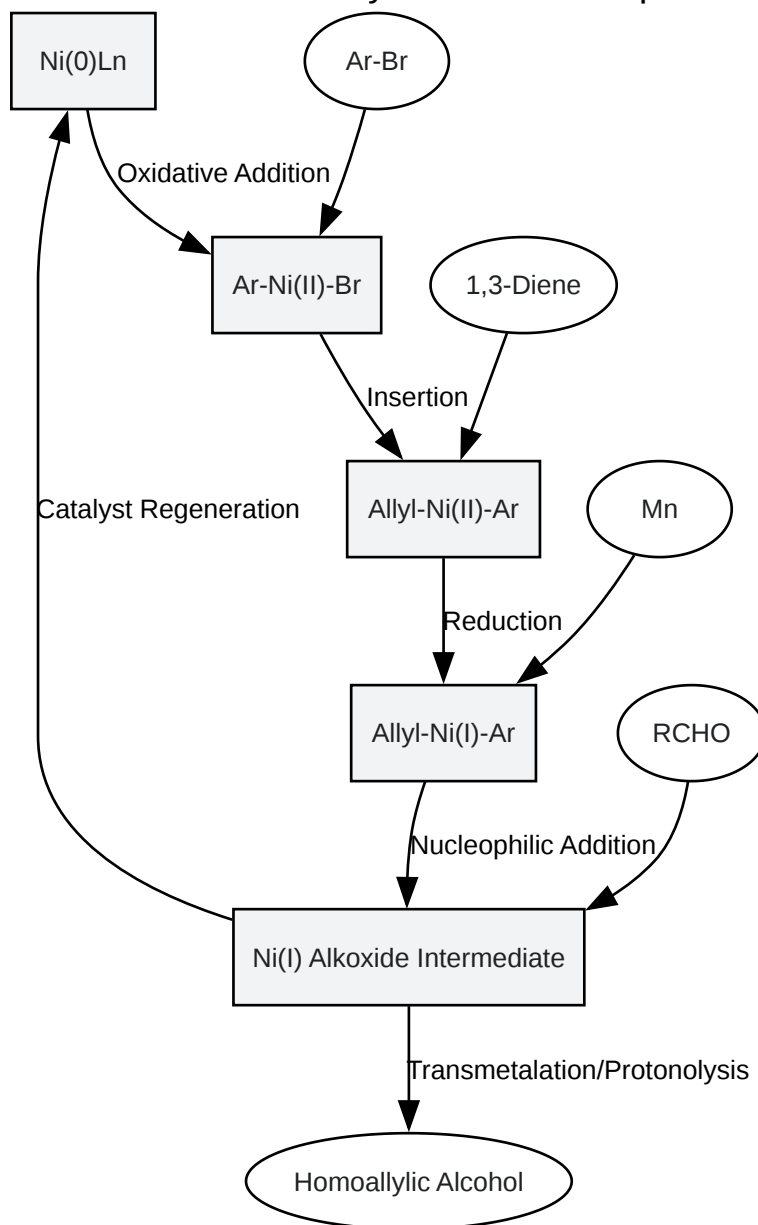 Ni(0)Ln
Ar-Br
Oxidative Addition
Ar-Ni(II)-Br
1,3-Diene
Insertion
Allyl-Ni(II)-Ar
Mn
Catalyst Regeneration
Reduction
Allyl-Ni(I)-Ar
RCHO
Nucleophilic Addition
Ni(I) Alkoxide Intermediate
Transmetalation/Protonolysis
Homoallylic Alcohol